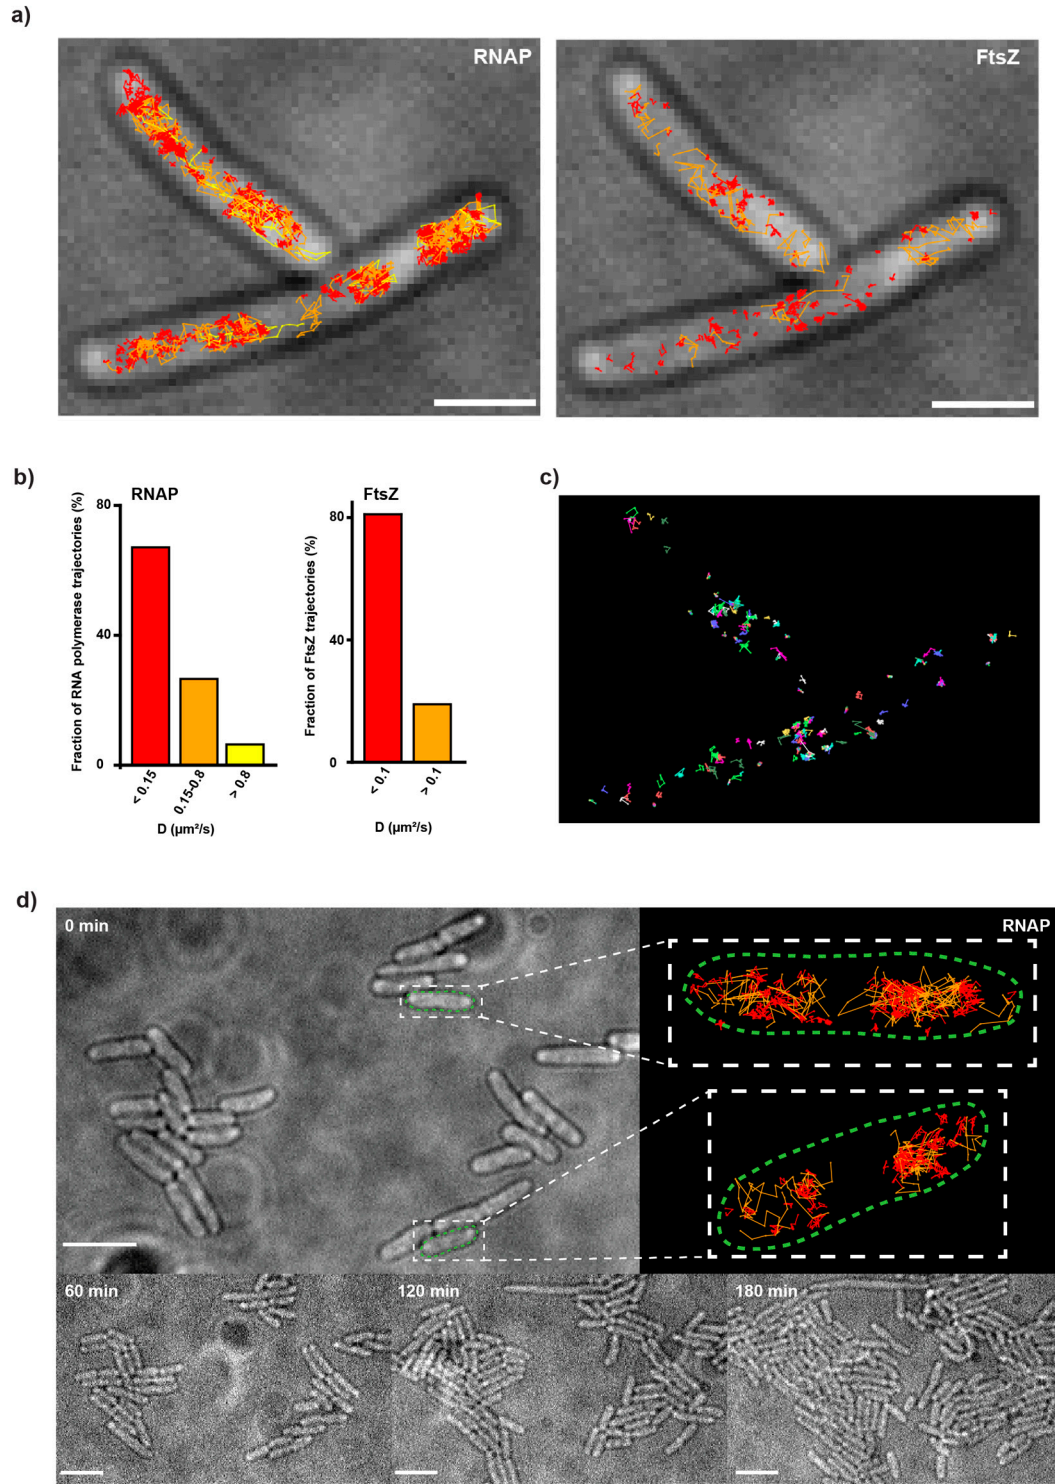 a)
RNAP
FtsZ
b)
RNAP
Fraction of RNA polymerase trajectories (%)
80
40
0
< 0.15
0.15-0.8
> 0.8
D (µm²/s)
FtsZ
Fraction of FtsZ trajectories (%)
80
40
0
< 0.1
> 0.1
D (µm²/s)
c)
d)
0 min
RNAP
60 min
120 min
180 min